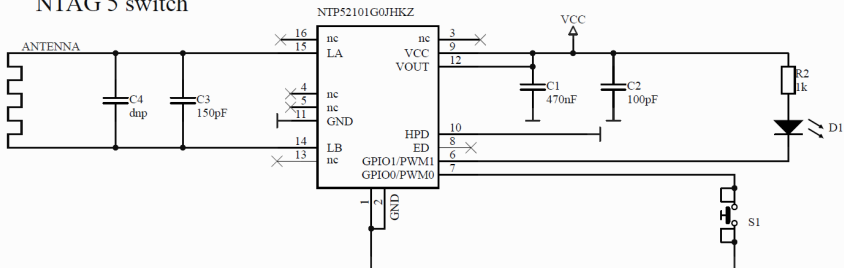 NTAG 5 switch
NTP52101G0JHKZ
VCC
ANTENNA
16 nc nc 3
15 LA VCC 9
VOUT 12
R2
1k
4 nc
5 nc
11 GND
C4
dnp
C3
150pF
C1
470nF
C2
100pF
HPD 10
D1
14 LB ED 8
13 nc GPIO1/PWM1 6
GPIO0/PWM0 7
1 2 GND
S1